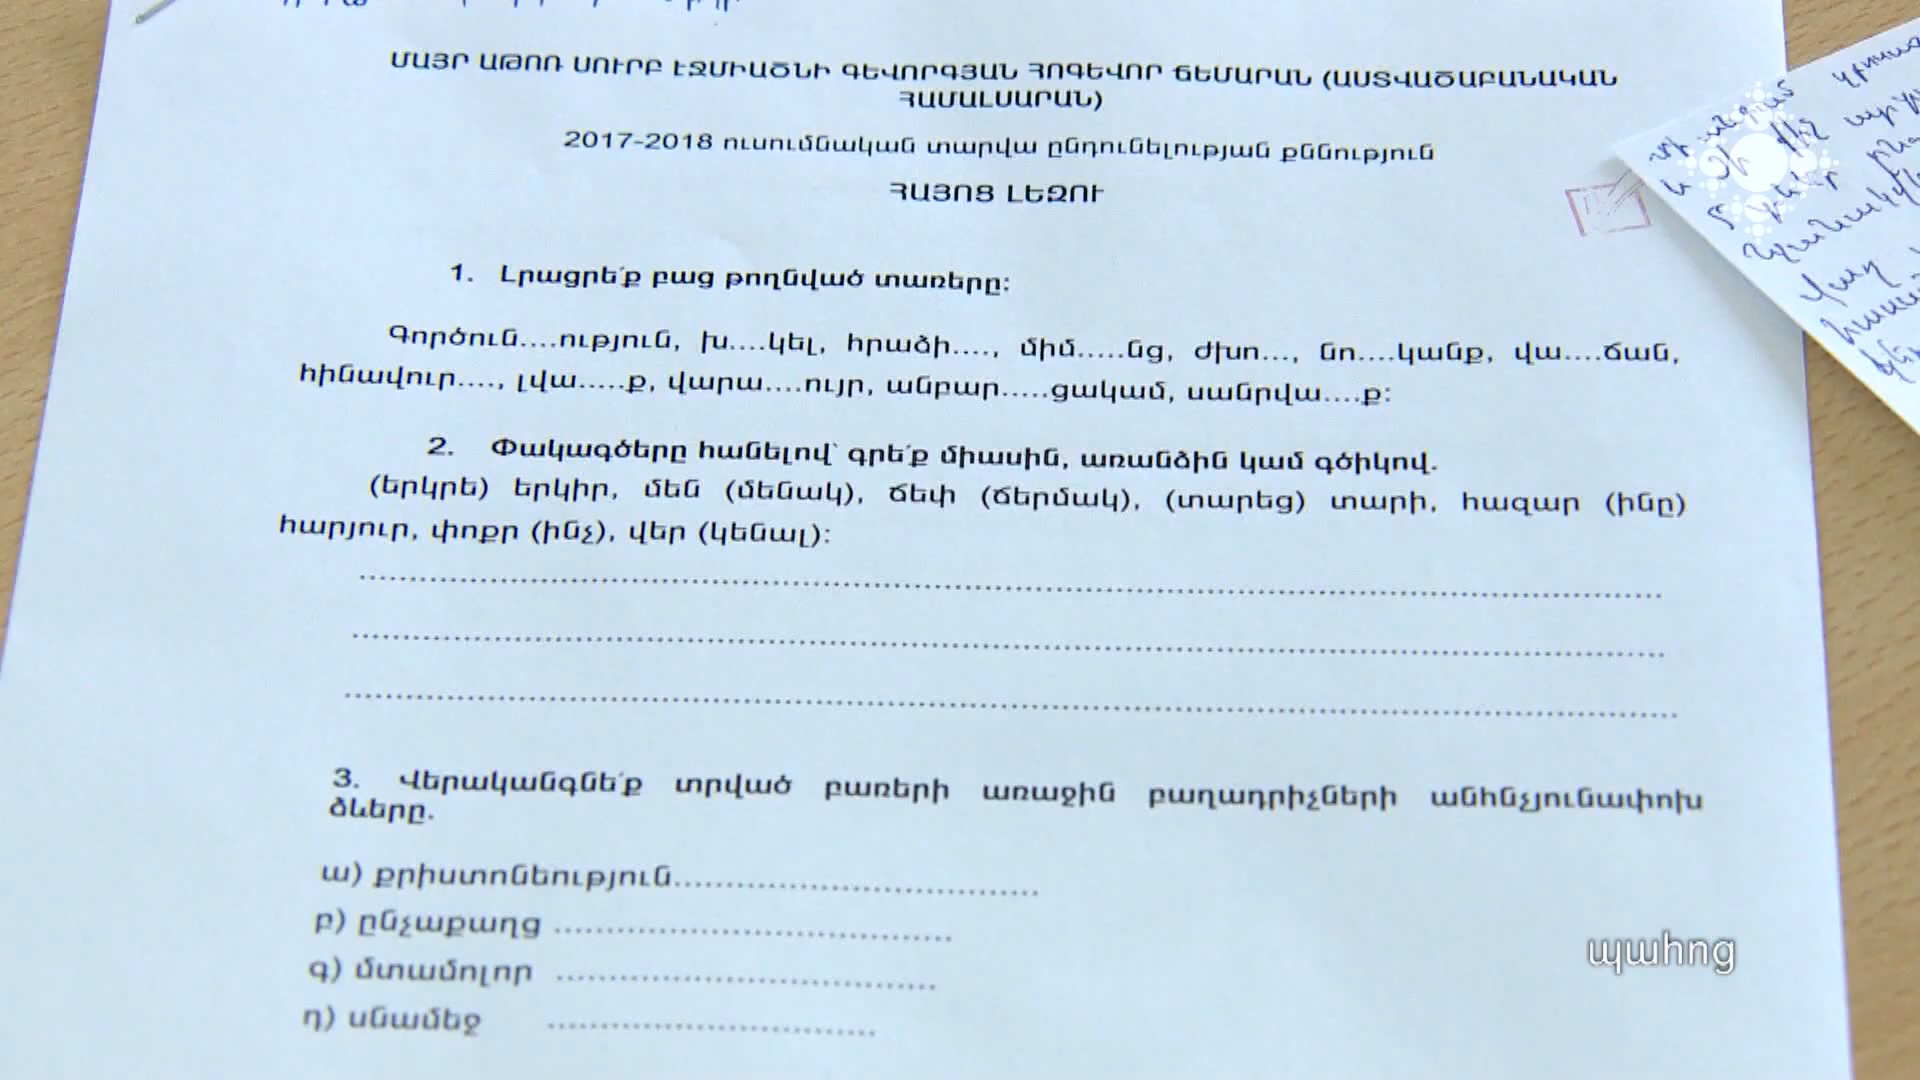 ՄԱՅՐ ԱԹՈՌ ՍՈՒՐԲ ԷՋՄԻԱԾՆԻ ԳԵՎՈՐԳՅԱՆ ՀՈԳԵՎՈՐ ՃԵՄԱՐԱՆ (ԱՍՏՎԱԾԱԲԱՆԱԿԱՆ
ՀԱՄԱԼՍԱՐԱՆ)
2017-2018 ուսումնական տարվա ընդունելության քննություն
ՀԱՅՈՑ ԼԵԶՈՒ
1. Լրացրե՛ք բաց թողնված տառերը:
Գործուն....ություն, խ....կել, հրաձի...., միմ.....նց, ժխո..., նո....կանք, վա....ճան,
հինավուր...., լվա.....ք, վարա....ույր, անբար.....ցակամ, սանրվա....ք:
2. Փակագծերը հանելով՝ գրե՛ք միասին, առանձին կամ գծիկով.
(երկրե) երկիր, մեն (մենակ), ճեփ (ճերմակ), (տարեց) տարի, հազար (ինը)
հարյուր, փոքր (ինչ), վեր (կենալ):
3. Վերականգնե՛ք տրված բառերի առաջին բաղադրիչների անհնչյունափոխ
ձևերը.
ա) քրիստոնեություն....................................
բ) ընչաքաղց ......................................
գ) մտամոլոր ....................................
դ) սնամեջ ...............................
պահոց